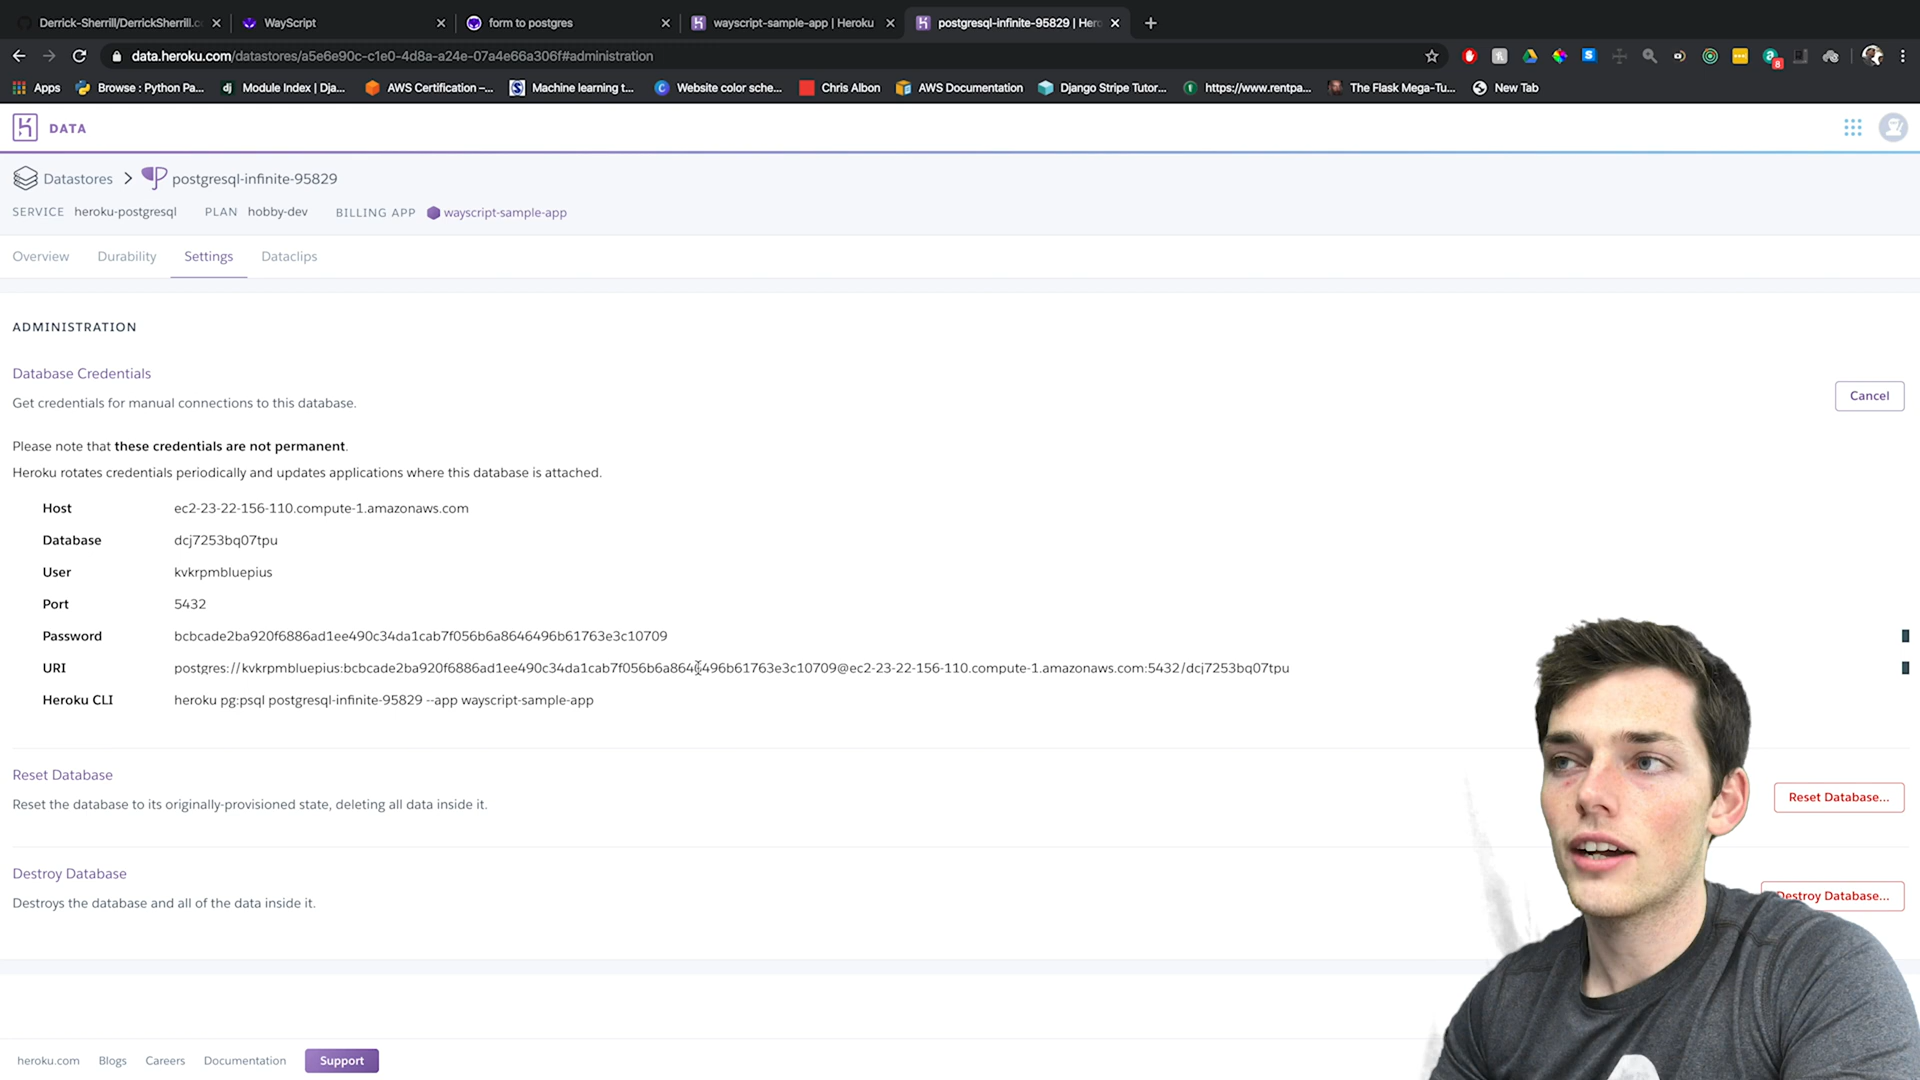 Derrick-Sherrill/DerrickSherrill.c
WayScript
form to postgres
wayscript-sample-app | Heroku
postgresql-infinite-95829 | Her
data.heroku.com/datastores/a5e6e90c-c1e0-4d8a-a24e-07a4e66a306f#administration
8
Apps
Browse : Python Pa...
Module Index | Dja...
AWS Certification –...
Machine learning t...
Website color sche...
Chris Albon
AWS Documentation
Django Stripe Tutor...
https://www.rentpa...
The Flask Mega-Tu...
New Tab
DATA
Datastores > postgresql-infinite-95829
SERVICE heroku-postgresql PLAN hobby-dev BILLING APP wayscript-sample-app
Overview Durability Settings Dataclips
ADMINISTRATION
Database Credentials
Get credentials for manual connections to this database.
Cancel
Please note that these credentials are not permanent.
Heroku rotates credentials periodically and updates applications where this database is attached.
Host ec2-23-22-156-110.compute-1.amazonaws.com
Database dcj7253bq07tpu
User kvkrpmbluepius
Port 5432
Password bcbcade2ba920f6886ad1ee490c34da1cab7f056b6a8646496b61763e3c10709
URI postgres://kvkrpmbluepius:bcbcade2ba920f6886ad1ee490c34da1cab7f056b6a8646496b61763e3c10709@ec2-23-22-156-110.compute-1.amazonaws.com:5432/dcj7253bq07tpu
Heroku CLI heroku pg:psql postgresql-infinite-95829 --app wayscript-sample-app
Reset Database
Reset the database to its originally-provisioned state, deleting all data inside it.
Reset Database...
Destroy Database
Destroys the database and all of the data inside it.
Destroy Database...
heroku.com Blogs Careers Documentation Support